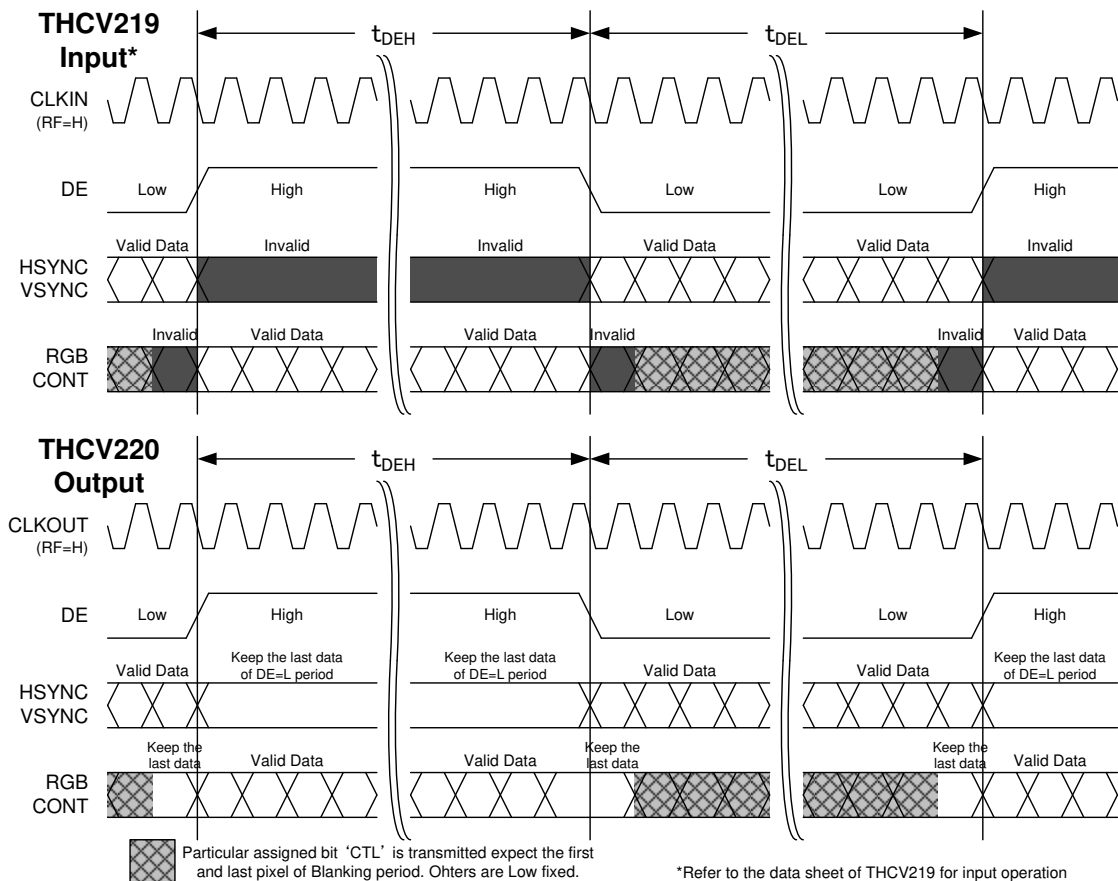 THCV219
Input*
tDEH
tDEL
CLKIN
(RF=H)
DE
Low
High
High
Low
Low
High
Valid Data
Invalid
Invalid
Valid Data
Valid Data
Invalid
HSYNC
VSYNC
Invalid
Valid Data
Valid Data
Invalid
Invalid
Valid Data
RGB
CONT
THCV220
Output
tDEH
tDEL
CLKOUT
(RF=H)
DE
Low
High
High
Low
Low
High
Valid Data
Keep the last data
of DE=L period
Keep the last data
of DE=L period
Valid Data
Valid Data
Keep the last data
of DE=L period
HSYNC
VSYNC
Keep the
last data
Valid Data
Valid Data
Keep the
last data
Keep the
last data
Valid Data
RGB
CONT
Particular assigned bit ‘CTL’ is transmitted expect the first
and last pixel of Blanking period. Ohters are Low fixed.
*Refer to the data sheet of THCV219 for input operation